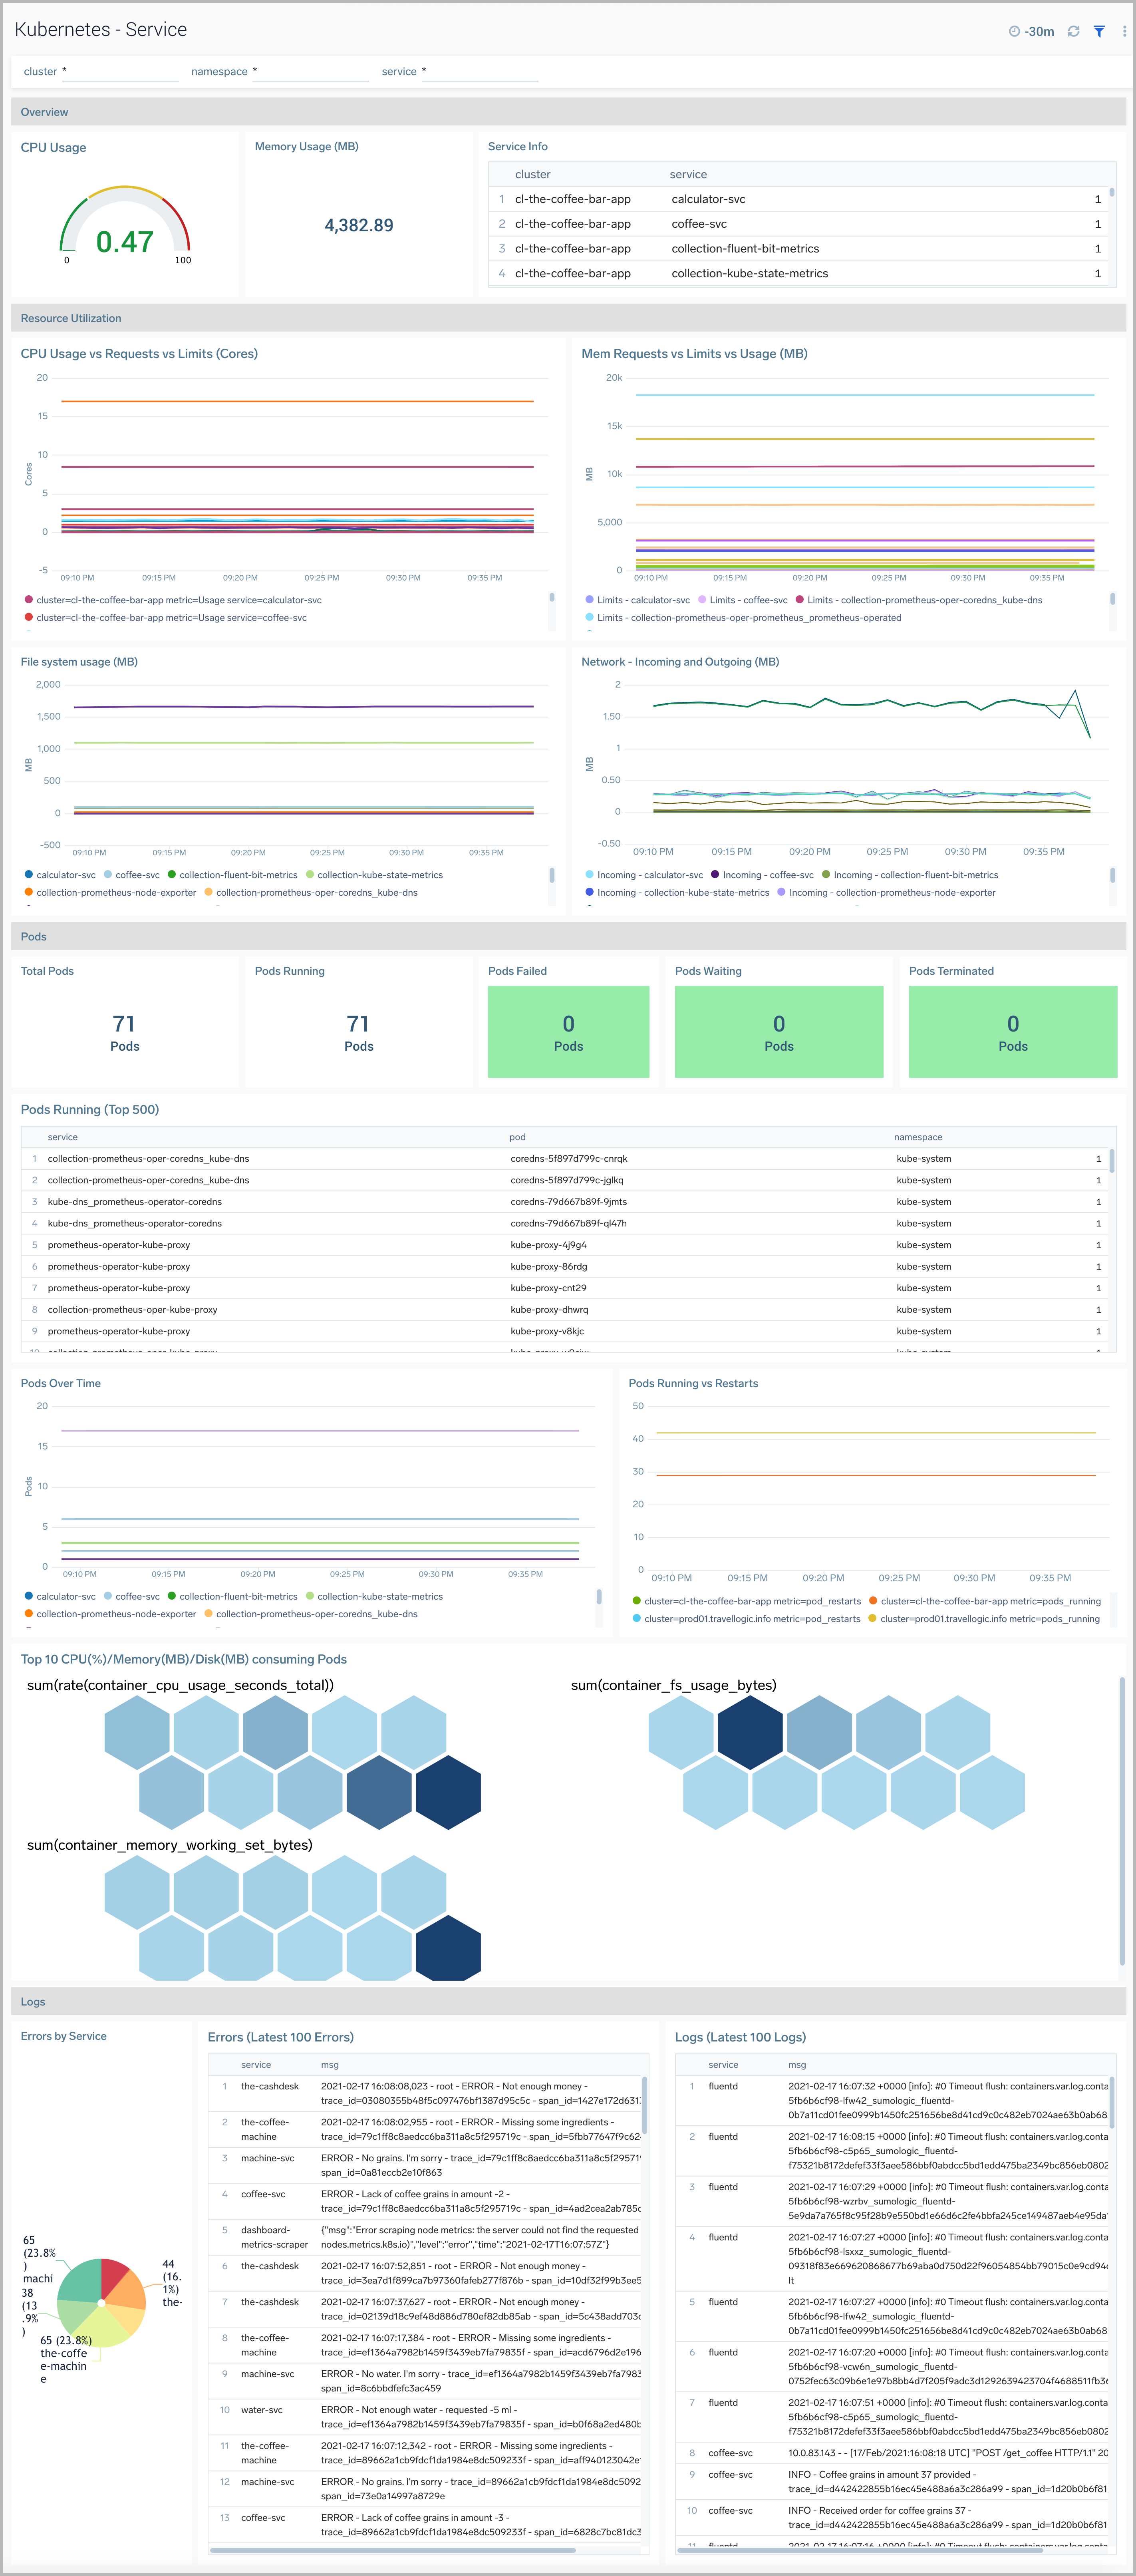 Kubernetes - Service
-30m
cluster * namespace * service *
Overview
CPU Usage
0.47
0 100
Memory Usage (MB)
4,382.89
Service Info
cluster service
1 cl-the-coffee-bar-app calculator-svc 1
2 cl-the-coffee-bar-app coffee-svc 1
3 cl-the-coffee-bar-app collection-fluent-bit-metrics 1
4 cl-the-coffee-bar-app collection-kube-state-metrics 1
Resource Utilization
CPU Usage vs Requests vs Limits (Cores)
20
15
10
5
0
-5
Cores
09:10 PM 09:15 PM 09:20 PM 09:25 PM 09:30 PM 09:35 PM
cluster=cl-the-coffee-bar-app metric=Usage service=calculator-svc
cluster=cl-the-coffee-bar-app metric=Usage service=coffee-svc
Mem Requests vs Limits vs Usage (MB)
20k
15k
10k
5,000
0
MB
09:10 PM 09:15 PM 09:20 PM 09:25 PM 09:30 PM 09:35 PM
Limits - calculator-svc Limits - coffee-svc Limits - collection-prometheus-oper-coredns_kube-dns
Limits - collection-prometheus-oper-prometheus_prometheus-operated
File system usage (MB)
2,000
1,500
1,000
500
0
-500
MB
09:10 PM 09:15 PM 09:20 PM 09:25 PM 09:30 PM 09:35 PM
calculator-svc coffee-svc collection-fluent-bit-metrics collection-kube-state-metrics
collection-prometheus-node-exporter collection-prometheus-oper-coredns_kube-dns
Network - Incoming and Outgoing (MB)
2
1.50
1
0.50
0
-0.50
MB
09:10 PM 09:15 PM 09:20 PM 09:25 PM 09:30 PM 09:35 PM
Incoming - calculator-svc Incoming - coffee-svc Incoming - collection-fluent-bit-metrics
Incoming - collection-kube-state-metrics Incoming - collection-prometheus-node-exporter
Pods
Total Pods
71
Pods
Pods Running
71
Pods
Pods Failed
0
Pods
Pods Waiting
0
Pods
Pods Terminated
0
Pods
Pods Running (Top 500)
service pod namespace
1 collection-prometheus-oper-coredns_kube-dns coredns-5f897d799c-cnrqk kube-system 1
2 collection-prometheus-oper-coredns_kube-dns coredns-5f897d799c-jglkq kube-system 1
3 kube-dns_prometheus-operator-coredns coredns-79d667b89f-9jmts kube-system 1
4 kube-dns_prometheus-operator-coredns coredns-79d667b89f-ql47h kube-system 1
5 prometheus-operator-kube-proxy kube-proxy-4j9g4 kube-system 1
6 prometheus-operator-kube-proxy kube-proxy-86rdg kube-system 1
7 prometheus-operator-kube-proxy kube-proxy-cnt29 kube-system 1
8 collection-prometheus-oper-kube-proxy kube-proxy-dhwrq kube-system 1
9 prometheus-operator-kube-proxy kube-proxy-v8kjc kube-system 1
Pods Over Time
20
15
10
5
0
Pods
09:10 PM 09:15 PM 09:20 PM 09:25 PM 09:30 PM 09:35 PM
calculator-svc coffee-svc collection-fluent-bit-metrics collection-kube-state-metrics
collection-prometheus-node-exporter collection-prometheus-oper-coredns_kube-dns
Pods Running vs Restarts
50
40
30
20
10
0
09:10 PM 09:15 PM 09:20 PM 09:25 PM 09:30 PM 09:35 PM
cluster=cl-the-coffee-bar-app metric=pod_restarts cluster=cl-the-coffee-bar-app metric=pods_running
cluster=prod01.travellogic.info metric=pod_restarts cluster=prod01.travellogic.info metric=pods_running
Top 10 CPU(%)/Memory(MB)/Disk(MB) consuming Pods
sum(rate(container_cpu_usage_seconds_total)) sum(container_fs_usage_bytes)
sum(container_memory_working_set_bytes)
Logs
Errors by Service
65
(23.8%
)
machi
38
(13
.9%
)
65 (23.8%)
the-coffe
e-machin
e
44
(16.
1%)
the-
Errors (Latest 100 Errors)
service msg
1 the-cashdesk 2021-02-17 16:08:08,023 - root - ERROR - Not enough money -
trace_id=03080355b48f5c097476bf1387d95c5c - span_id=1427e172d631
2 the-coffee-machine 2021-02-17 16:08:02,955 - root - ERROR - Missing some ingredients -
trace_id=79c1ff8c8aedcc6ba311a8c5f295719c - span_id=5fbb77647f9c62
3 machine-svc ERROR - No grains. I'm sorry - trace_id=79c1ff8c8aedcc6ba311a8c5f29571
span_id=0a81eccb2e10f863
4 coffee-svc ERROR - Lack of coffee grains in amount -2 -
trace_id=79c1ff8c8aedcc6ba311a8c5f295719c - span_id=4ad2cea2ab785
5 dashboard-metrics-scraper {"msg":"Error scraping node metrics: the server could not find the requested
nodes.metrics.k8s.io)","level":"error","time":"2021-02-17T16:07:57Z"}
6 the-cashdesk 2021-02-17 16:07:52,851 - root - ERROR - Not enough money -
trace_id=3ea7d1f899ca7b97360fafeb277f876b - span_id=10df32f99b3ee5
7 the-cashdesk 2021-02-17 16:07:37,627 - root - ERROR - Not enough money -
trace_id=02139d18c9ef48d886d780ef82db85ab - span_id=5c438add703
8 the-coffee-machine 2021-02-17 16:07:17,384 - root - ERROR - Missing some ingredients -
trace_id=ef1364a7982b1459f3439eb7fa79835f - span_id=acd6796d2e196
9 machine-svc ERROR - No water. I'm sorry - trace_id=ef1364a7982b1459f3439eb7fa7983
span_id=8c6bbdfefc3ac459
10 water-svc ERROR - Not enough water - requested -5 ml -
trace_id=ef1364a7982b1459f3439eb7fa79835f - span_id=b0f68a2ed480
11 the-coffee-machine 2021-02-17 16:07:12,342 - root - ERROR - Missing some ingredients -
trace_id=89662a1cb9fdcf1da1984e8dc509233f - span_id=aff940123042e
12 machine-svc ERROR - No grains. I'm sorry - trace_id=89662a1cb9fdcf1da1984e8dc5092
span_id=73e0a14997a8729e
13 coffee-svc ERROR - Lack of coffee grains in amount -3 -
trace_id=89662a1cb9fdcf1da1984e8dc509233f - span_id=6828c7bc81dc3
Logs (Latest 100 Logs)
service msg
1 fluentd 2021-02-17 16:07:32 +0000 [info]: #0 Timeout flush: containers.var.log.conta
5fb6b6cf98-lfw42_sumologic_fluentd-
0b7a11cd01fee0999b1450fc251656be8d41cd9c0c482eb7024ae63b0ab68
2 fluentd 2021-02-17 16:08:15 +0000 [info]: #0 Timeout flush: containers.var.log.conta
5fb6b6cf98-c5p65_sumologic_fluentd-
f75321b8172defef33f3aee586bbf0abdcc5bd1edd475ba2349bc856eb0802
3 fluentd 2021-02-17 16:07:29 +0000 [info]: #0 Timeout flush: containers.var.log.conta
5fb6b6cf98-wzrbv_sumologic_fluentd-
5e9da7a765f8c95f28b9e550bd1e66d6c2fe4bbfa245ce149487aeb4e95da
4 fluentd 2021-02-17 16:07:27 +0000 [info]: #0 Timeout flush: containers.var.log.conta
5fb6b6cf98-lsxxz_sumologic_fluentd-
09318f83e669620868677b69aba0d750d22f96054854bb79015c0e9cd94
lt
5 fluentd 2021-02-17 16:07:27 +0000 [info]: #0 Timeout flush: containers.var.log.conta
5fb6b6cf98-lfw42_sumologic_fluentd-
0b7a11cd01fee0999b1450fc251656be8d41cd9c0c482eb7024ae63b0ab68
6 fluentd 2021-02-17 16:07:20 +0000 [info]: #0 Timeout flush: containers.var.log.conta
5fb6b6cf98-vcw6n_sumologic_fluentd-
0752fec63c09b6e1e97b8bb4d7f205f9adc3d1292639423704f4688511fb3
7 fluentd 2021-02-17 16:07:51 +0000 [info]: #0 Timeout flush: containers.var.log.conta
5fb6b6cf98-c5p65_sumologic_fluentd-
f75321b8172defef33f3aee586bbf0abdcc5bd1edd475ba2349bc856eb0802
8 coffee-svc 10.0.83.143 - - [17/Feb/2021:16:08:18 UTC] "POST /get_coffee HTTP/1.1" 20
9 coffee-svc INFO - Coffee grains in amount 37 provided -
trace_id=d442422855b16ec45e488a6a3c286a99 - span_id=1d20b0b6f81
10 coffee-svc INFO - Received order for coffee grains 37 -
trace_id=d442422855b16ec45e488a6a3c286a99 - span_id=1d20b0b6f81